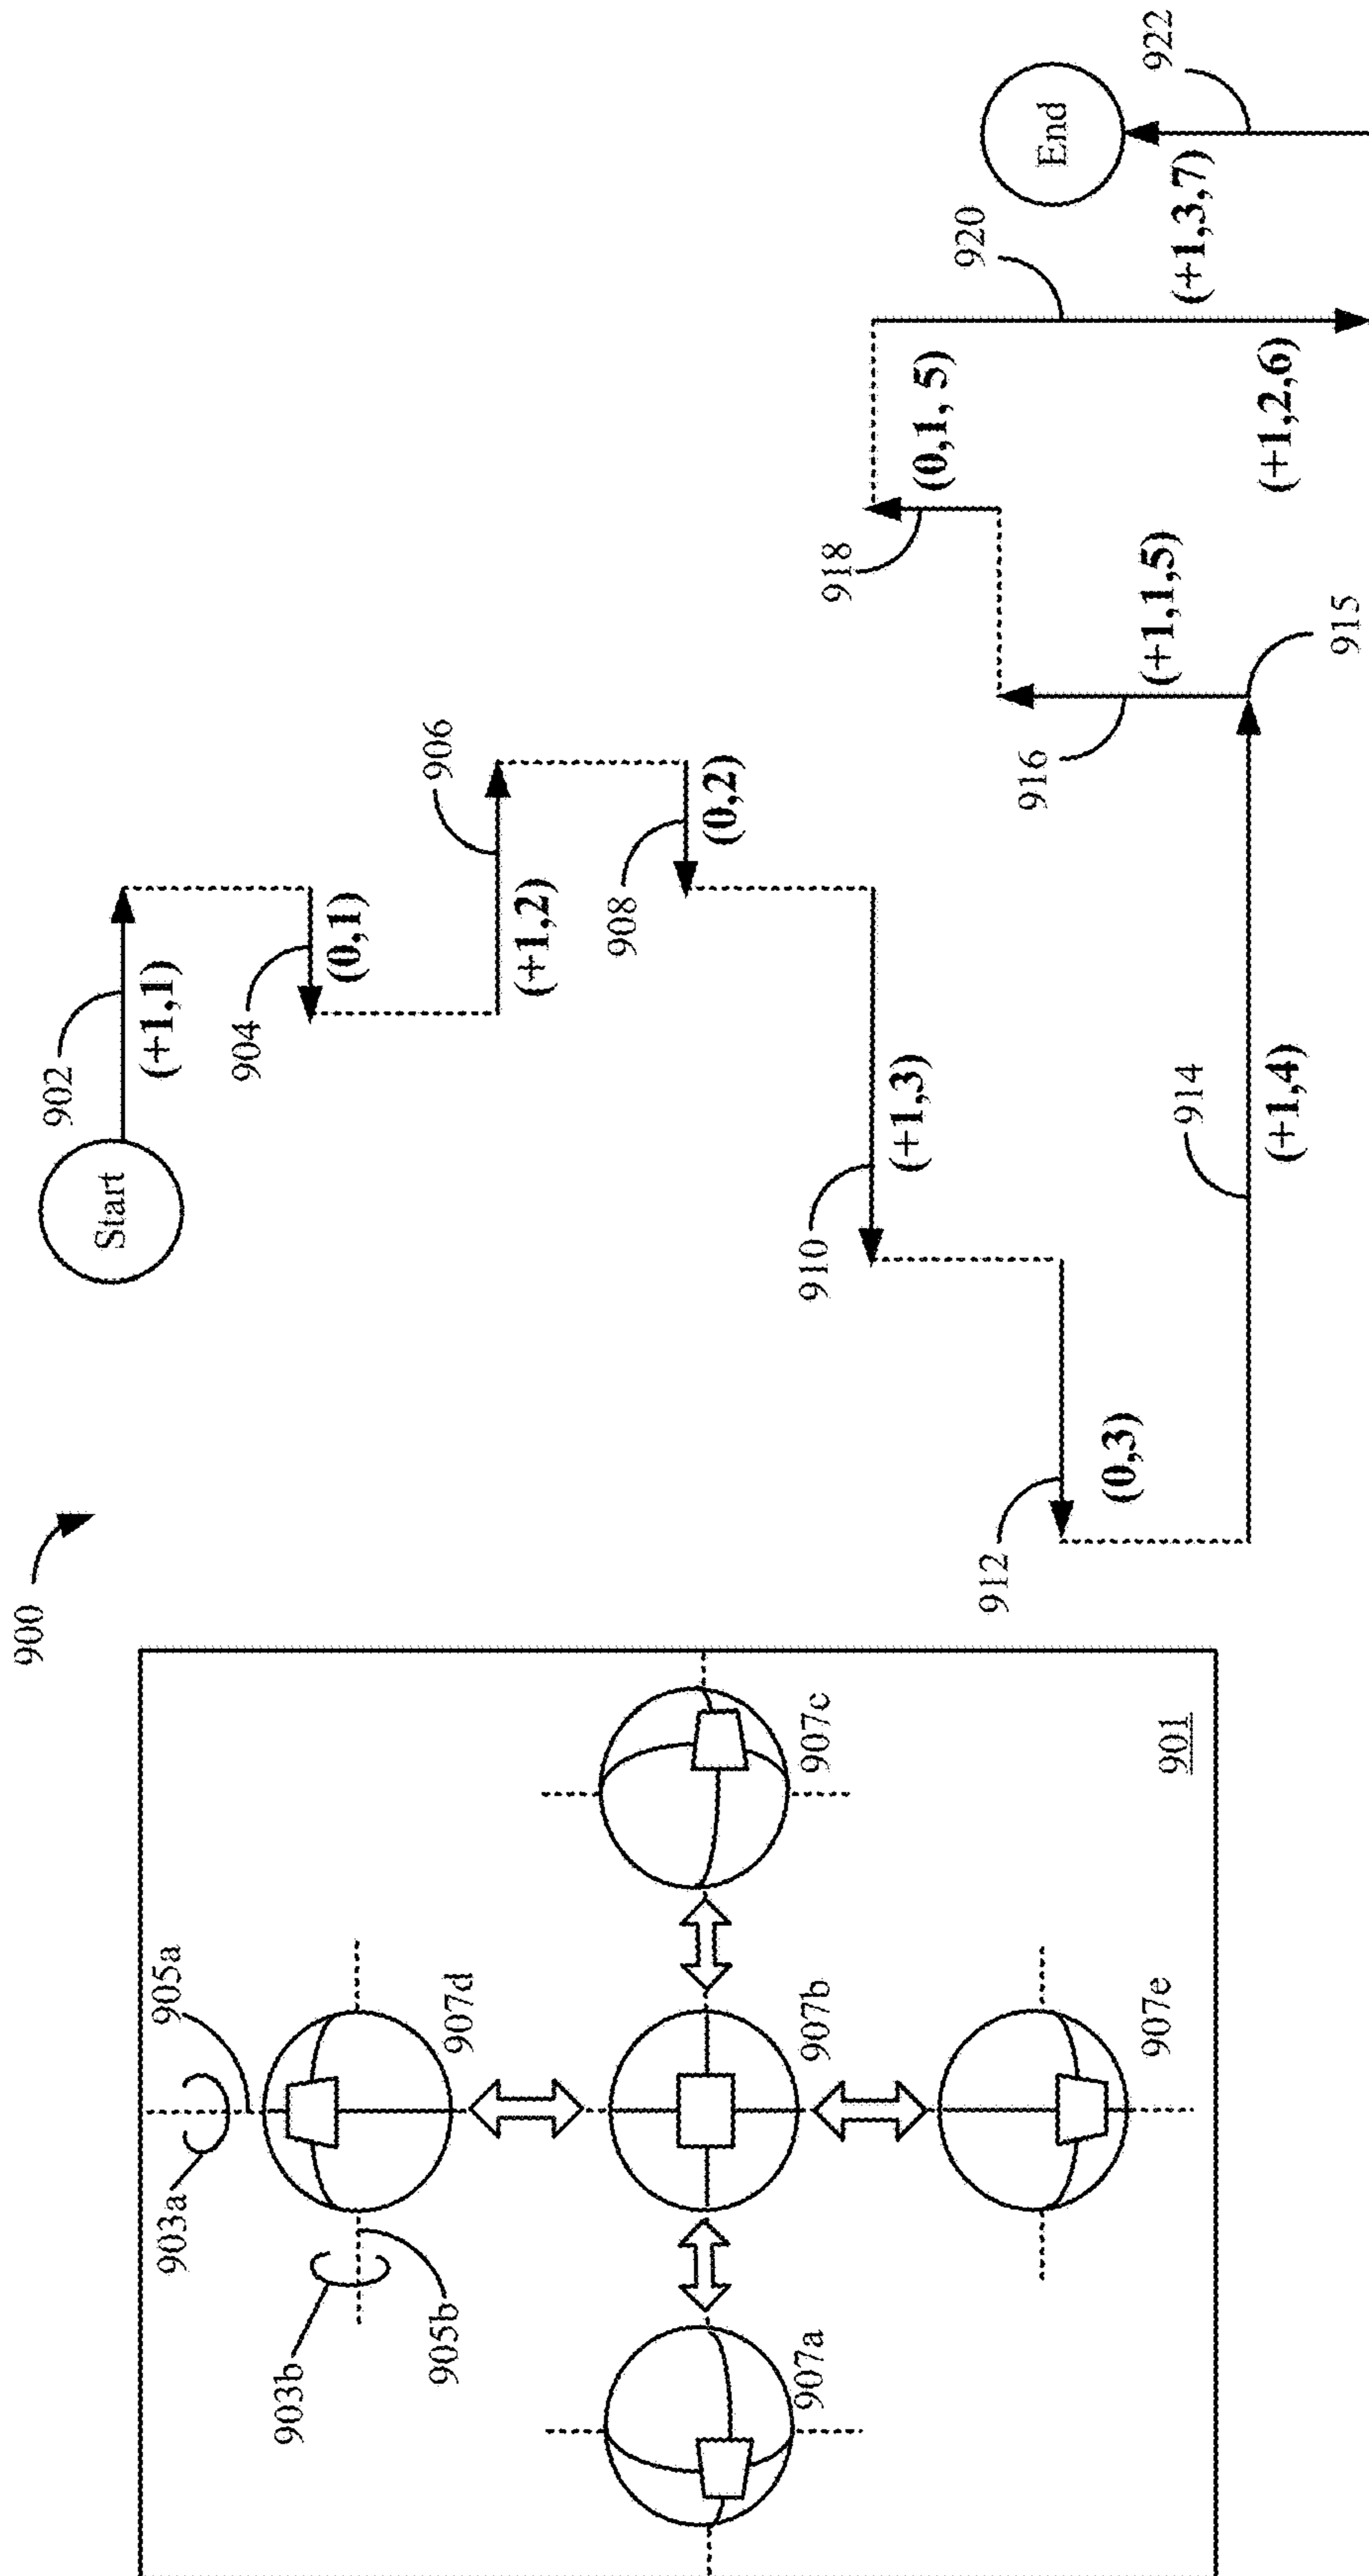 900
903a
905a
903b
905b
907d
907a
907b
907c
907e
901
Start
902
(+1,1)
904
(0,1)
906
(+1,2)
908
(0,2)
910
(+1,3)
912
(0,3)
914
(+1,4)
915
916
(+1,1,5)
918
(0,1, 5)
920
(+1,2,6)
(+1,3,7)
922
End